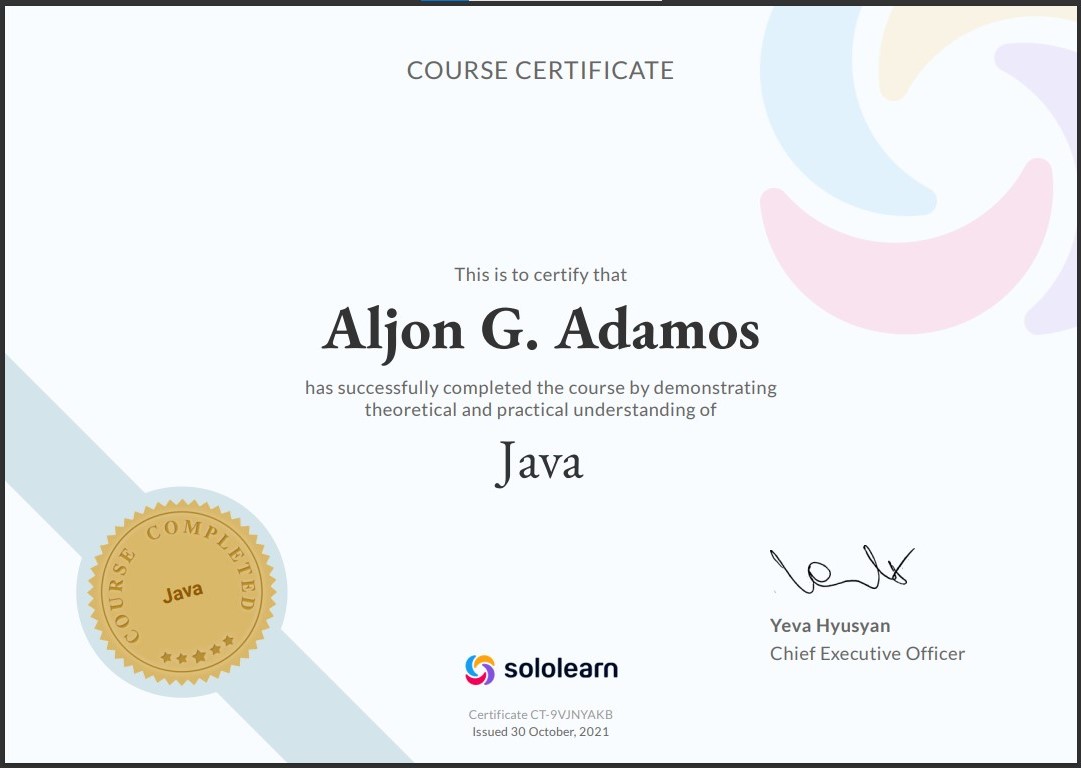 COURSE CERTIFICATE
This is to certify that
Aljon G. Adamos
has successfully completed the course by demonstrating
theoretical and practical understanding of
Java
COURSE COMPLETED
Java
Yeva Hyusyan
Chief Executive Officer
sololearn
Certificate CT-9VJNYAKB
Issued 30 October, 2021